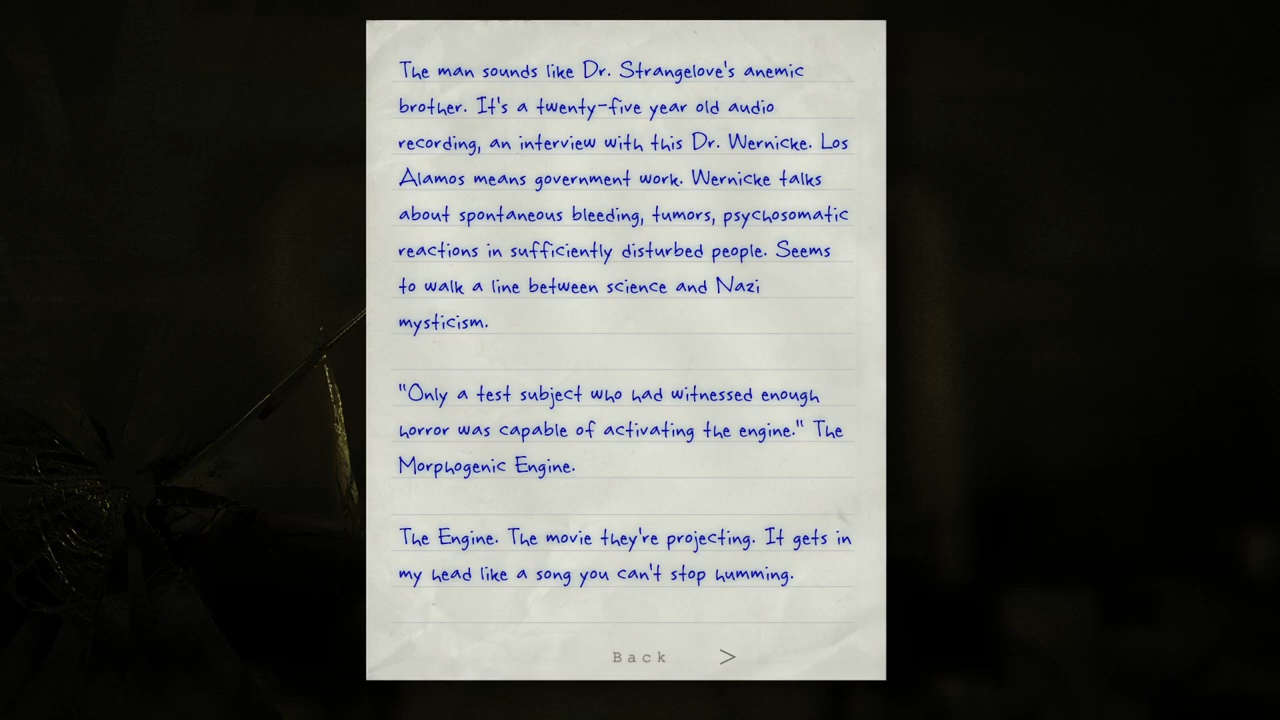 The man sounds like Dr. Strangelove's anemic
brother. It's a twenty-five year old audio
recording, an interview with this Dr. Wernicke. Los
Alamos means government work. Wernicke talks
about spontaneous bleeding, tumors, psychosomatic
reactions in sufficiently disturbed people. Seems
to walk a line between science and Nazi
mysticism.
"Only a test subject who had witnessed enough
horror was capable of activating the engine." The
Morphogenic Engine.
The Engine. The movie they're projecting. It gets in
my head like a song you can't stop humming.
Back >